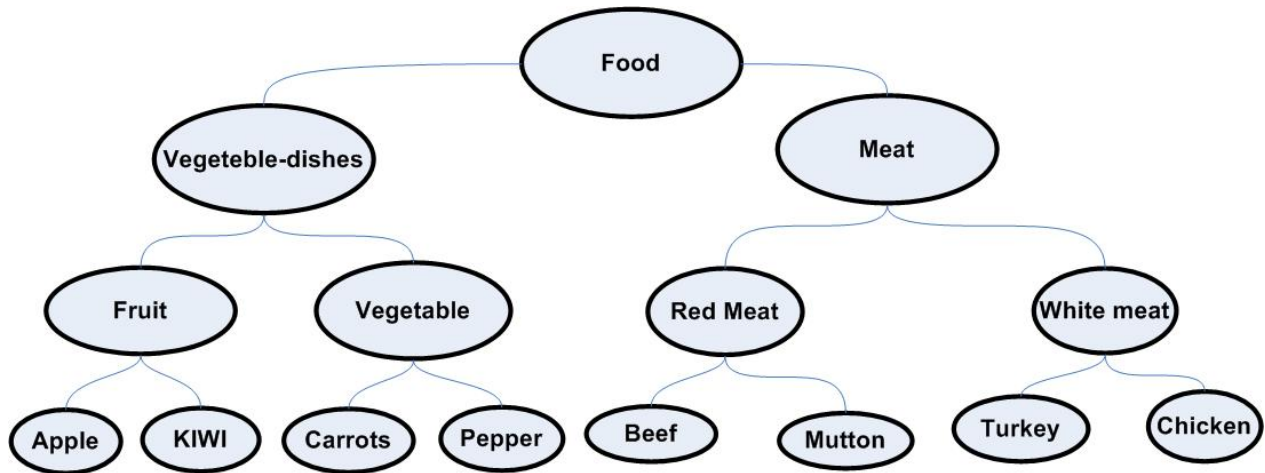 Food
Vegeteble-dishes
Meat
Fruit
Vegetable
Red Meat
White meat
Apple
KIWI
Carrots
Pepper
Beef
Mutton
Turkey
Chicken